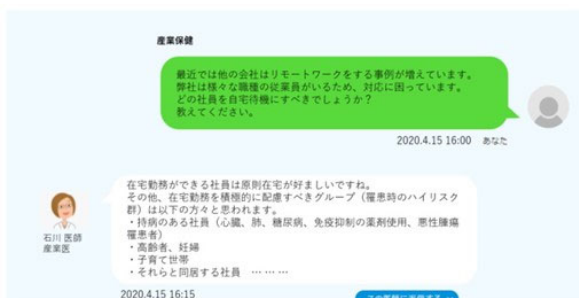 産業保健
最近では他の会社はリモートワークをする事例が増えています。
弊社は様々な職種の従業員がいるため、対応に困っています。
どの社員を自宅待機にすべきでしょうか？
教えてください。
2020.4.15 16:00 あなた
在宅勤務ができる社員は原則在宅が好ましいですね。
その他、在宅勤務を積極的に配慮すべきグループ（罹患時のハイリスク
群）は以下の方々と思われます。
・持病のある社員（心臓、肺、糖尿病、免疫抑制の薬剤使用、悪性腫瘍
罹患者）
・高齢者、妊婦
・子育て世帯
・それらと同居する社員 … … …
石川 医師
産業医
2020.4.15 16:15